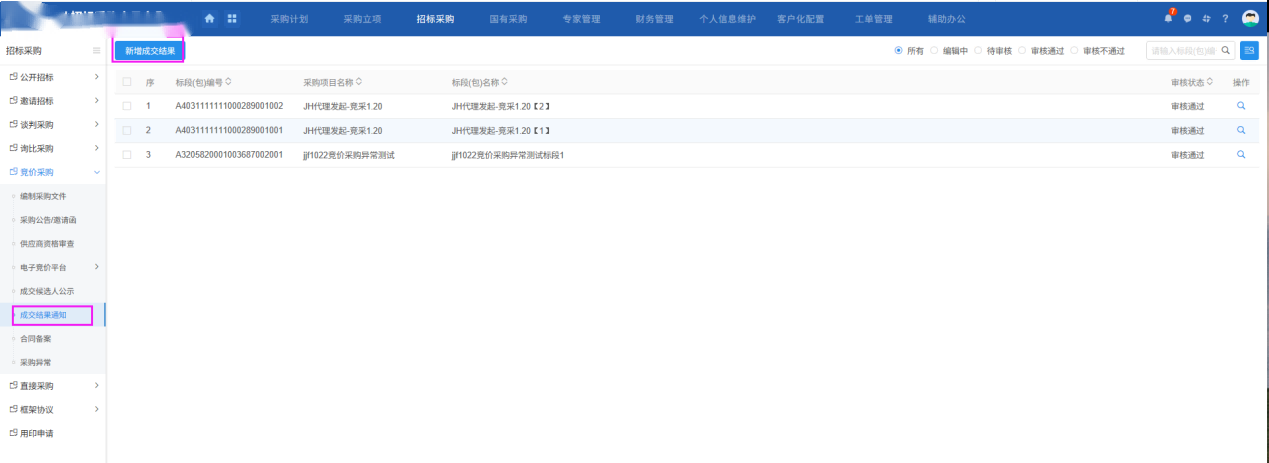 采购计划 采购立项 招标采购 国有采购 专家管理 财务管理 个人信息维护 客户化配置 工单管理 辅助办公 7 ?
招标采购
公开招标
邀请招标
谈判采购
询比采购
竞价采购
编制采购文件
采购公告/邀请函
供应商资格审查
电子竞价平台
成交候选人公示
成交结果通知
合同备案
采购异常
直接采购
框架协议
用印申请
新增成交结果 所有 编辑中 待审核 审核通过 审核不通过 请输入标段(包)编
序 标段(包)编号 采购项目名称 标段(包)名称 审核状态 操作
1 A4031111111000289001002 JH代理发起-竞采1.20 JH代理发起-竞采1.20【2】 审核通过
2 A4031111111000289001001 JH代理发起-竞采1.20 JH代理发起-竞采1.20【1】 审核通过
3 A3205820001003687002001 jjf1022竞价采购异常测试 jjf1022竞价采购异常测试标段1 审核通过